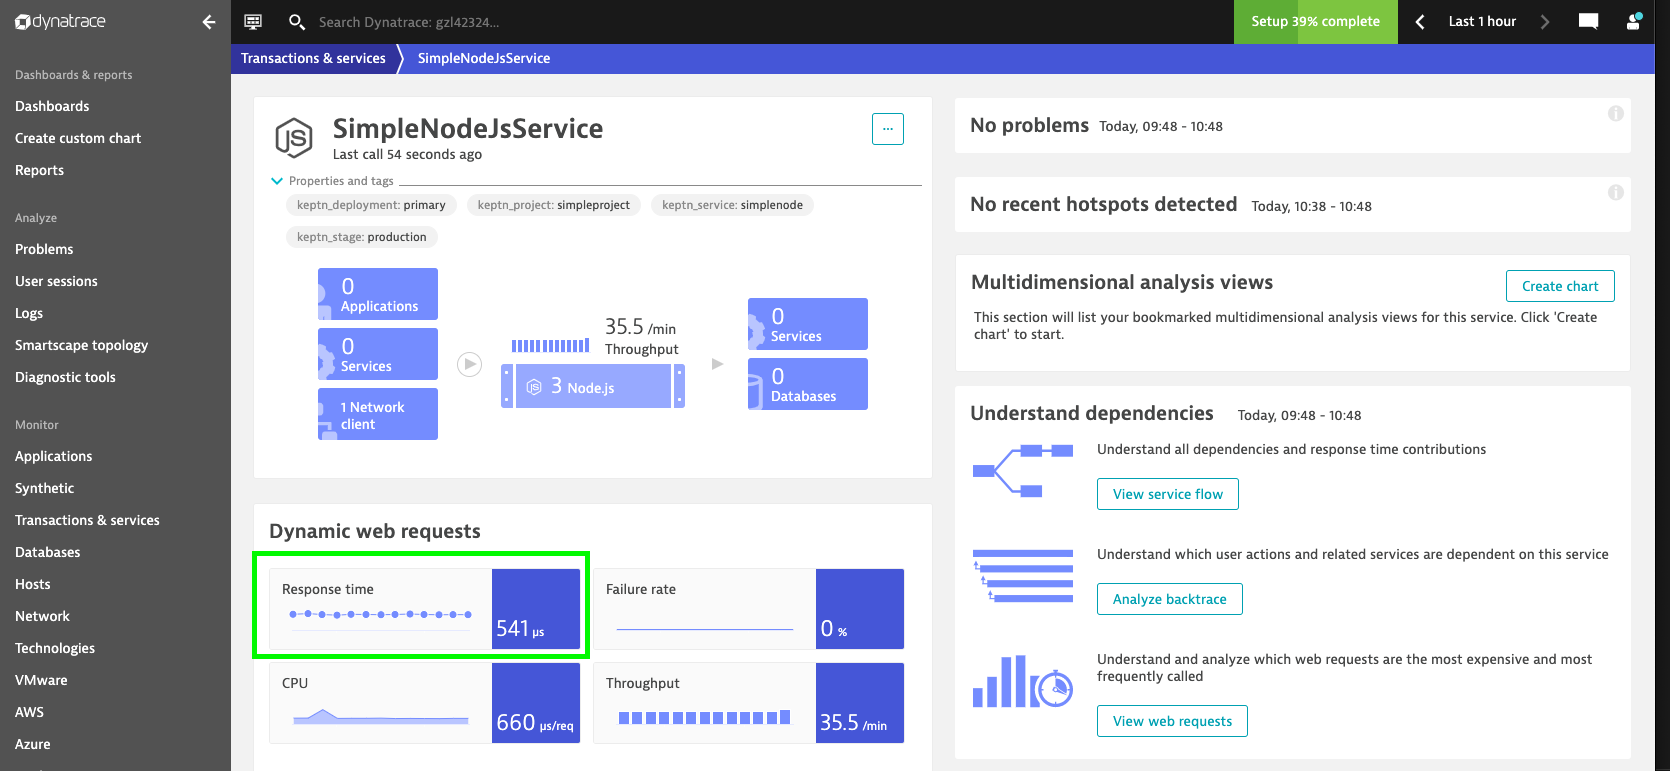 dynatrace
Search Dynatrace: gzl42324...
Setup 39% complete
Last 1 hour
Transactions & services
SimpleNodeJsService
Dashboards & reports
Dashboards
Create custom chart
Reports
Analyze
Problems
User sessions
Logs
Smartscape topology
Diagnostic tools
Monitor
Applications
Synthetic
Transactions & services
Databases
Hosts
Network
Technologies
VMware
AWS
Azure
JS
SimpleNodeJsService
Last call 54 seconds ago
...
Properties and tags
keptn_deployment: primary
keptn_project: simpleproject
keptn_service: simplenode
keptn_stage: production
0
Applications
0
Services
1 Network
client
35.5 /min
Throughput
JS 3 Node.js
0
Services
0
Databases
Dynamic web requests
Response time
541 µs
Failure rate
0 %
CPU
660 µs/req
Throughput
35.5 /min
No problems Today, 09:48 - 10:48
No recent hotspots detected Today, 10:38 - 10:48
Multidimensional analysis views
Create chart
This section will list your bookmarked multidimensional analysis views for this service. Click 'Create
chart' to start.
Understand dependencies Today, 09:48 - 10:48
Understand all dependencies and response time contributions
View service flow
Understand which user actions and related services are dependent on this service
Analyze backtrace
Understand and analyze which web requests are the most expensive and most
frequently called
View web requests